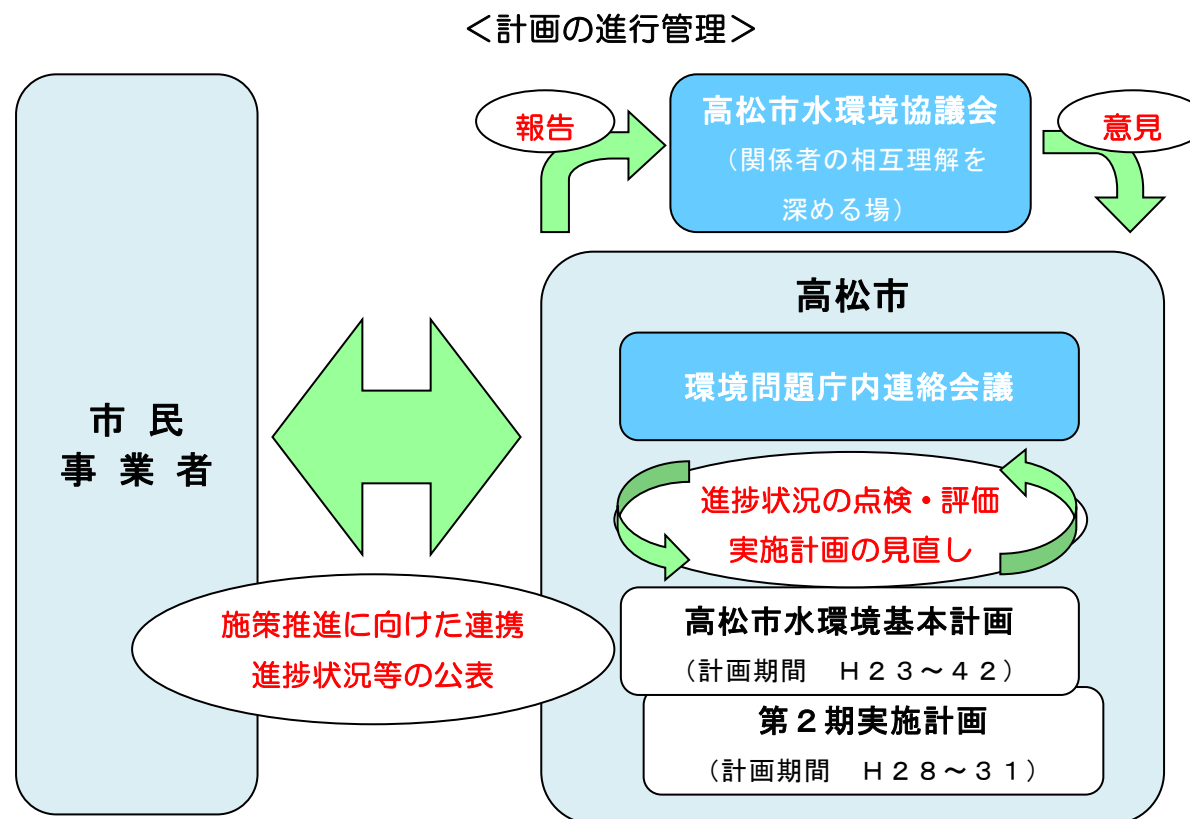 ＜計画の進行管理＞
報告
高松市水環境協議会
（関係者の相互理解を
深める場）
意見
高松市
環境問題庁内連絡会議
市 民
事 業 者
進捗状況の点検・評価
実施計画の見直し
施策推進に向けた連携
進捗状況等の公表
高松市水環境基本計画
（計画期間　Ｈ２３～４２）
第２期実施計画
（計画期間　Ｈ２８～３１）